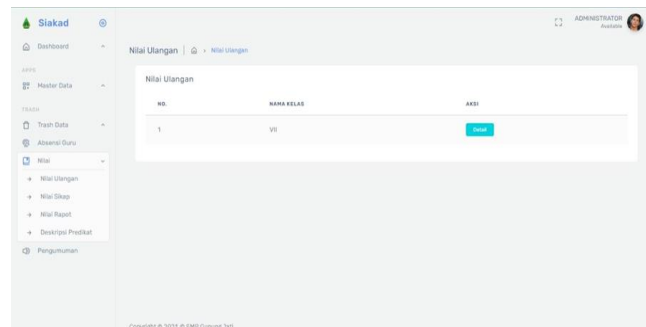 Siakad
ADMINISTRATOR
Available
Dashboard
Nilai Ulangan
Nilai Ulangan
APPS
Master Data
Nilai Ulangan
NO.
NAMA KELAS
AKSI
TRASH
Trash Data
1
VII
Detail
Absensi Guru
Nilai
Nilai Ulangan
Nilai Sikap
Nilai Rapot
Deskripsi Predikat
Pengumuman
Copyright ©